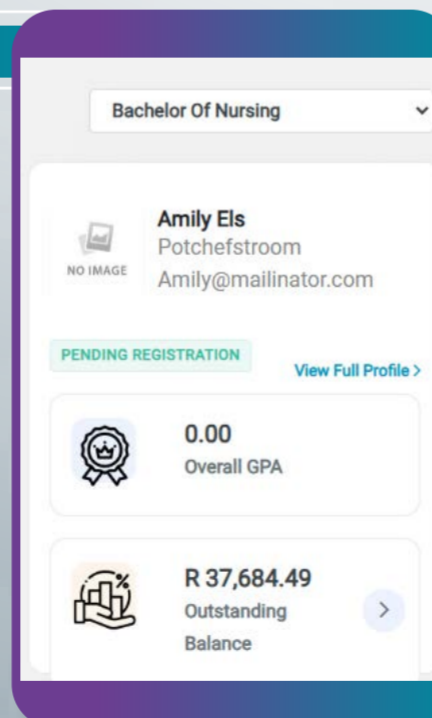 Bachelor Of Nursing
NO IMAGE
Amily Els
Potchefstroom
Amily@mailinator.com
PENDING REGISTRATION
View Full Profile >
0.00
Overall GPA
R 37,684.49
Outstanding
Balance